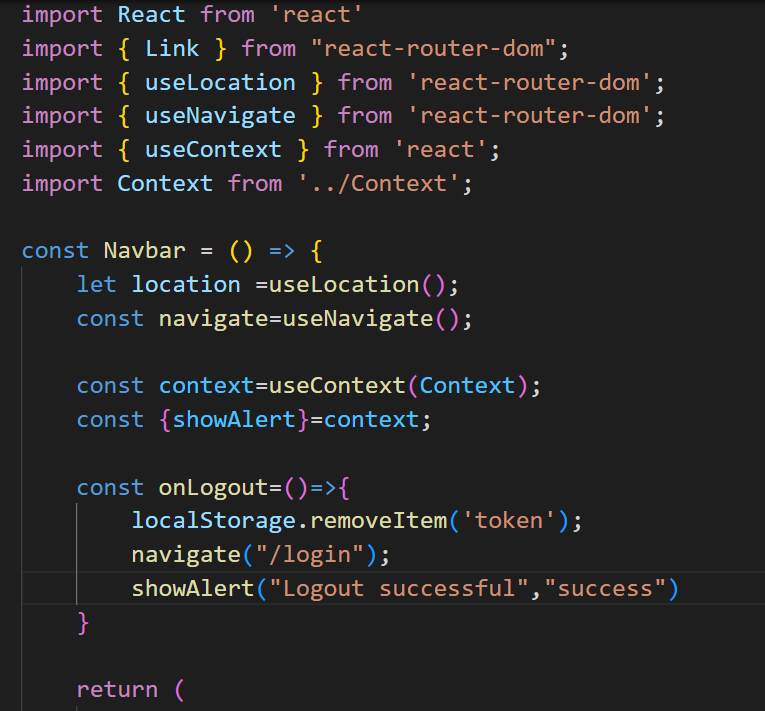 import React from 'react'
import { Link } from "react-router-dom";
import { useLocation } from 'react-router-dom';
import { useNavigate } from 'react-router-dom';
import { useContext } from 'react';
import Context from '../Context';
const Navbar = () => {
let location =useLocation();
const navigate=useNavigate();
const context=useContext(Context);
const {showAlert}=context;
const onLogout=()=>{
localStorage.removeItem('token');
navigate("/login");
showAlert("Logout successful","success")
}
return (